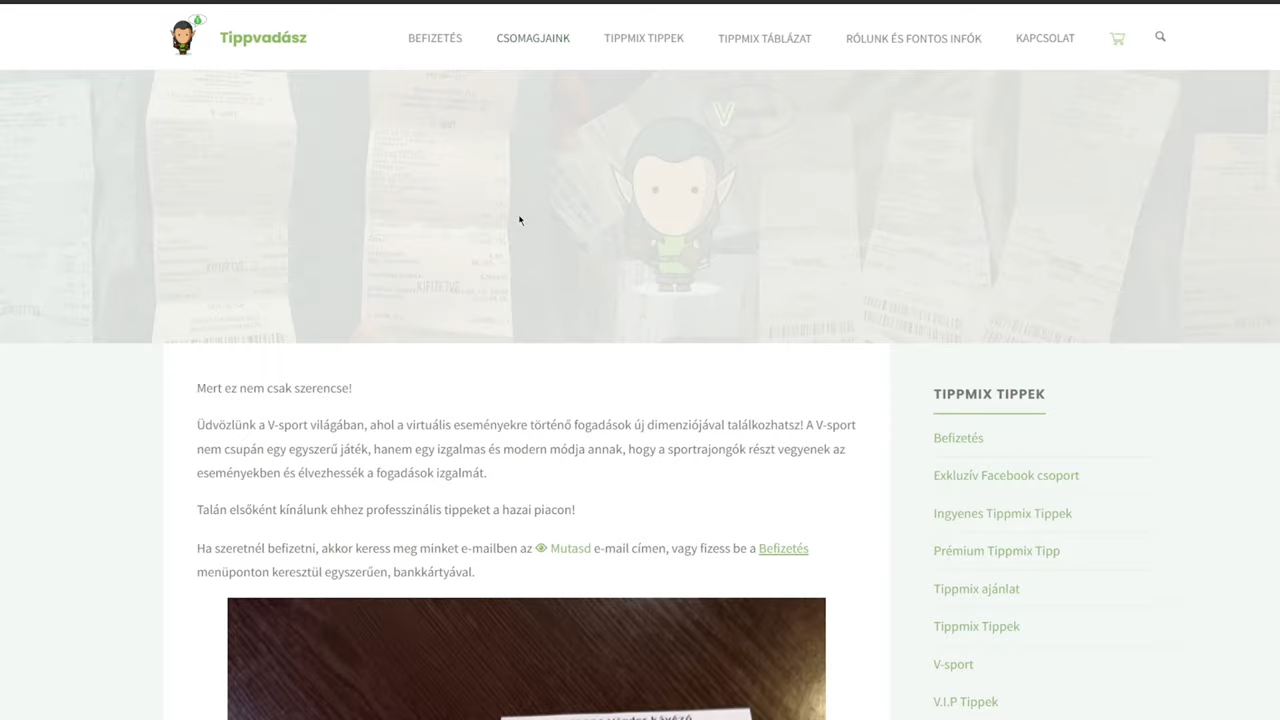 Tippvadász
BEFIZETÉS
CSOMAGJAINK
TIPPMIX TIPPEK
TIPPMIX TÁBLÁZAT
RÓLUNK ÉS FONTOS INFÓK
KAPCSOLAT
V
KIFIZETVE
KIFIZETVE
Mert ez nem csak szerencse!
Üdvözlünk a V-sport világában, ahol a virtuális eseményekre történő fogadások új dimenziójával találkozhatsz! A V-sport
nem csupán egy egyszerű játék, hanem egy izgalmas és modern módja annak, hogy a sportrajongók részt vegyenek az
eseményekben és élvezhessék a fogadások izgalmát.
Talán elsőként kínálunk ehhez professzinális tippeket a hazai piacon!
Ha szeretnél befizetni, akkor keress meg minket e-mailben az Mutasd e-mail címen, vagy fizess be a Befizetés
menüponton keresztül egyszerűen, bankkártyával.
TIPPMIX TIPPEK
Befizetés
Exkluzív Facebook csoport
Ingyenes Tippmix Tippek
Prémium Tippmix Tipp
Tippmix ajánlat
Tippmix Tippek
V-sport
V.I.P Tippek